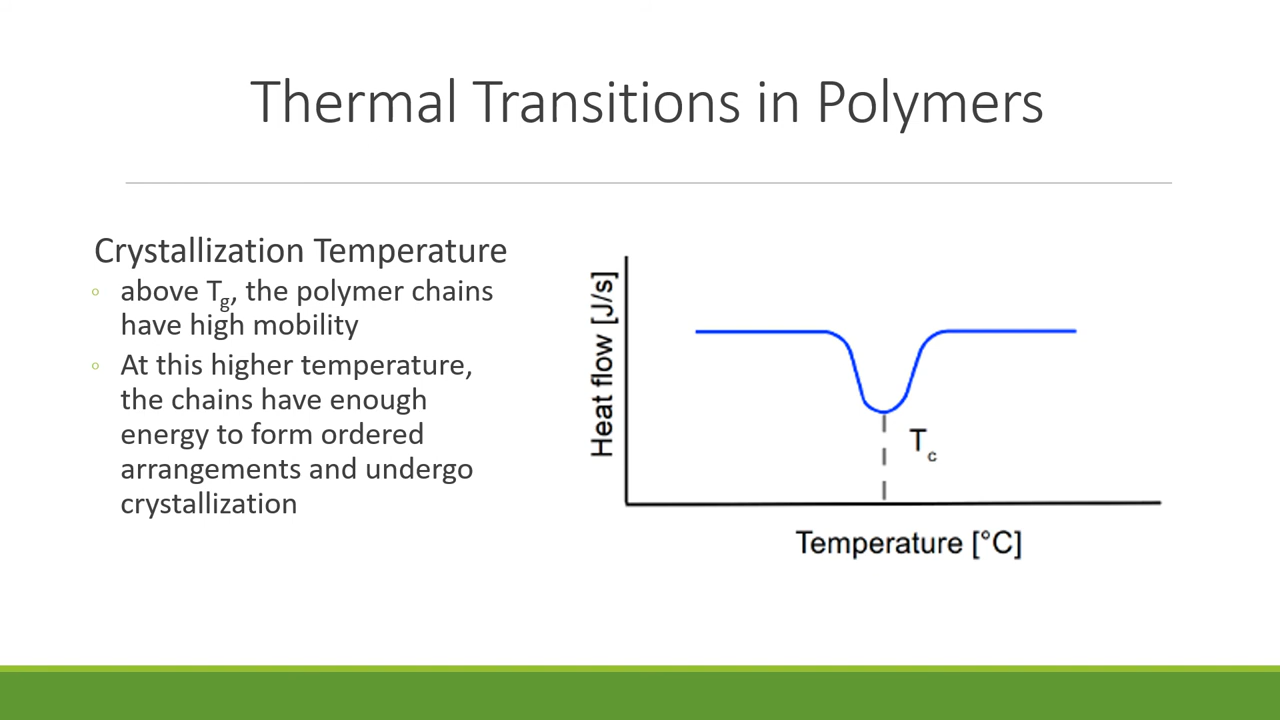 Thermal Transitions in Polymers
Crystallization Temperature
◦ above Tg, the polymer chains
have high mobility
◦ At this higher temperature,
the chains have enough
energy to form ordered
arrangements and undergo
crystallization
Heat flow [J/s]
Tc
Temperature [°C]